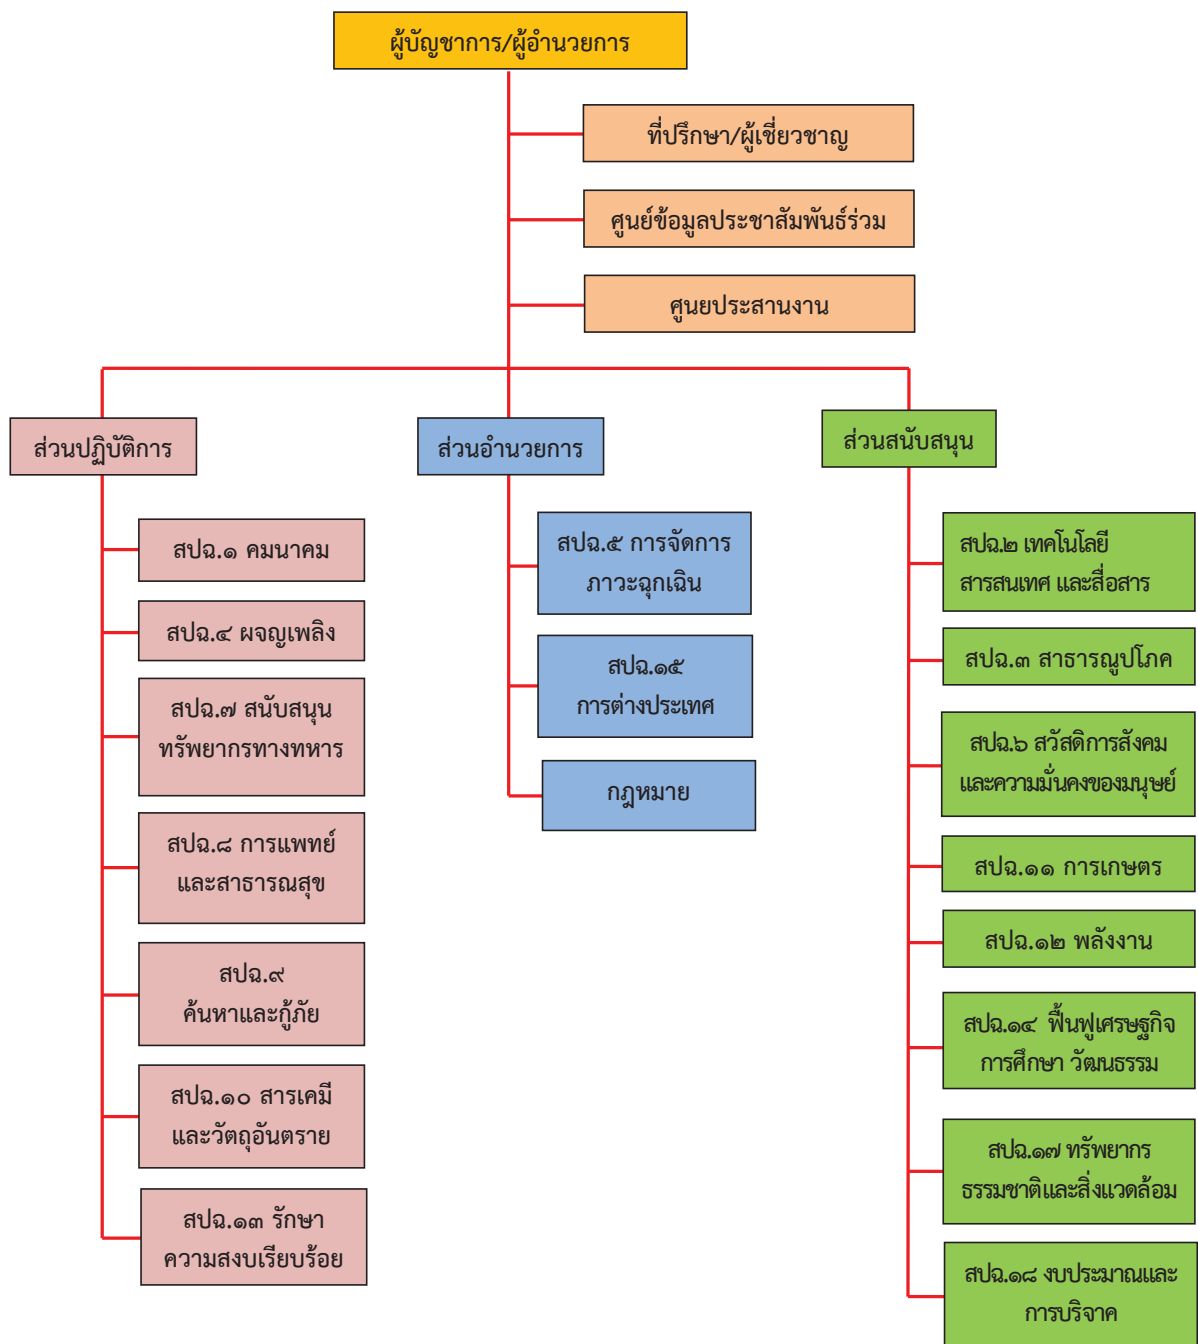 ผู้บัญชาการ/ผู้อำนวยการ
ที่ปรึกษา/ผู้เชี่ยวชาญ
ศูนย์ข้อมูลประชาสัมพันธ์ร่วม
ศูนยประสานงาน
ส่วนปฏิบัติการ
สปฉ.๑ คมนาคม
สปฉ.๔ ผจญเพลิง
สปฉ.๗ สนับสนุน
ทรัพยากรทางทหาร
สปฉ.๘ การแพทย์
และสาธารณสุข
สปฉ.๙
ค้นหาและกู้ภัย
สปฉ.๑๐ สารเคมี
และวัตถุอันตราย
สปฉ.๑๓ รักษา
ความสงบเรียบร้อย
ส่วนอำนวยการ
สปฉ.๕ การจัดการ
ภาวะฉุกเฉิน
สปฉ.๑๕
การต่างประเทศ
กฎหมาย
ส่วนสนับสนุน
สปฉ.๒ เทคโนโลยี
สารสนเทศ และสื่อสาร
สปฉ.๓ สาธารณูปโภค
สปฉ.๖ สวัสดิการสังคม
และความมั่นคงของมนุษย์
สปฉ.๑๑ การเกษตร
สปฉ.๑๒ พลังงาน
สปฉ.๑๔ ฟื้นฟูเศรษฐกิจ
การศึกษา วัฒนธรรม
สปฉ.๑๗ ทรัพยากร
ธรรมชาติและสิ่งแวดล้อม
สปฉ.๑๘ งบประมาณและ
การบริจาค